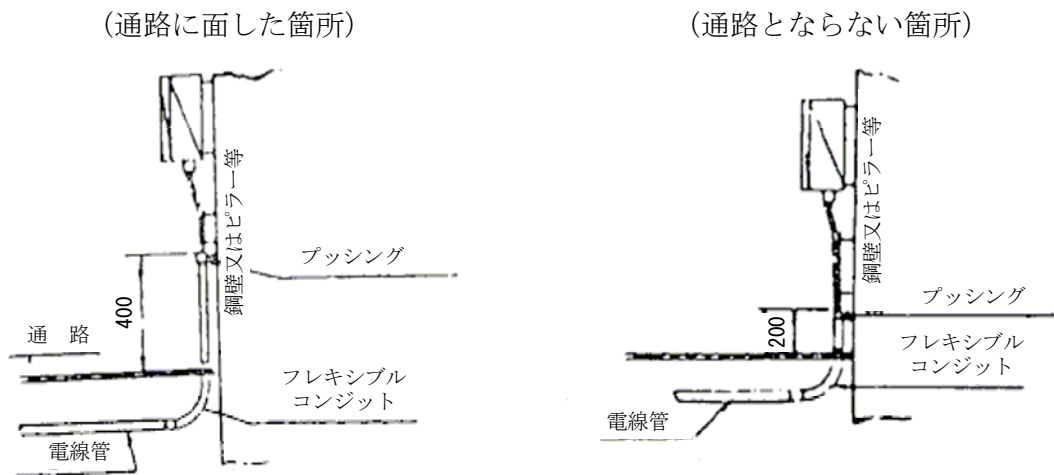 (通路に面した箇所)
鋼壁又はピラー等
プッシング
400
通 路
フレキシブル
コンジット
電線管
(通路とならない箇所)
鋼壁又はピラー等
プッシング
200
フレキシブル
コンジット
電線管